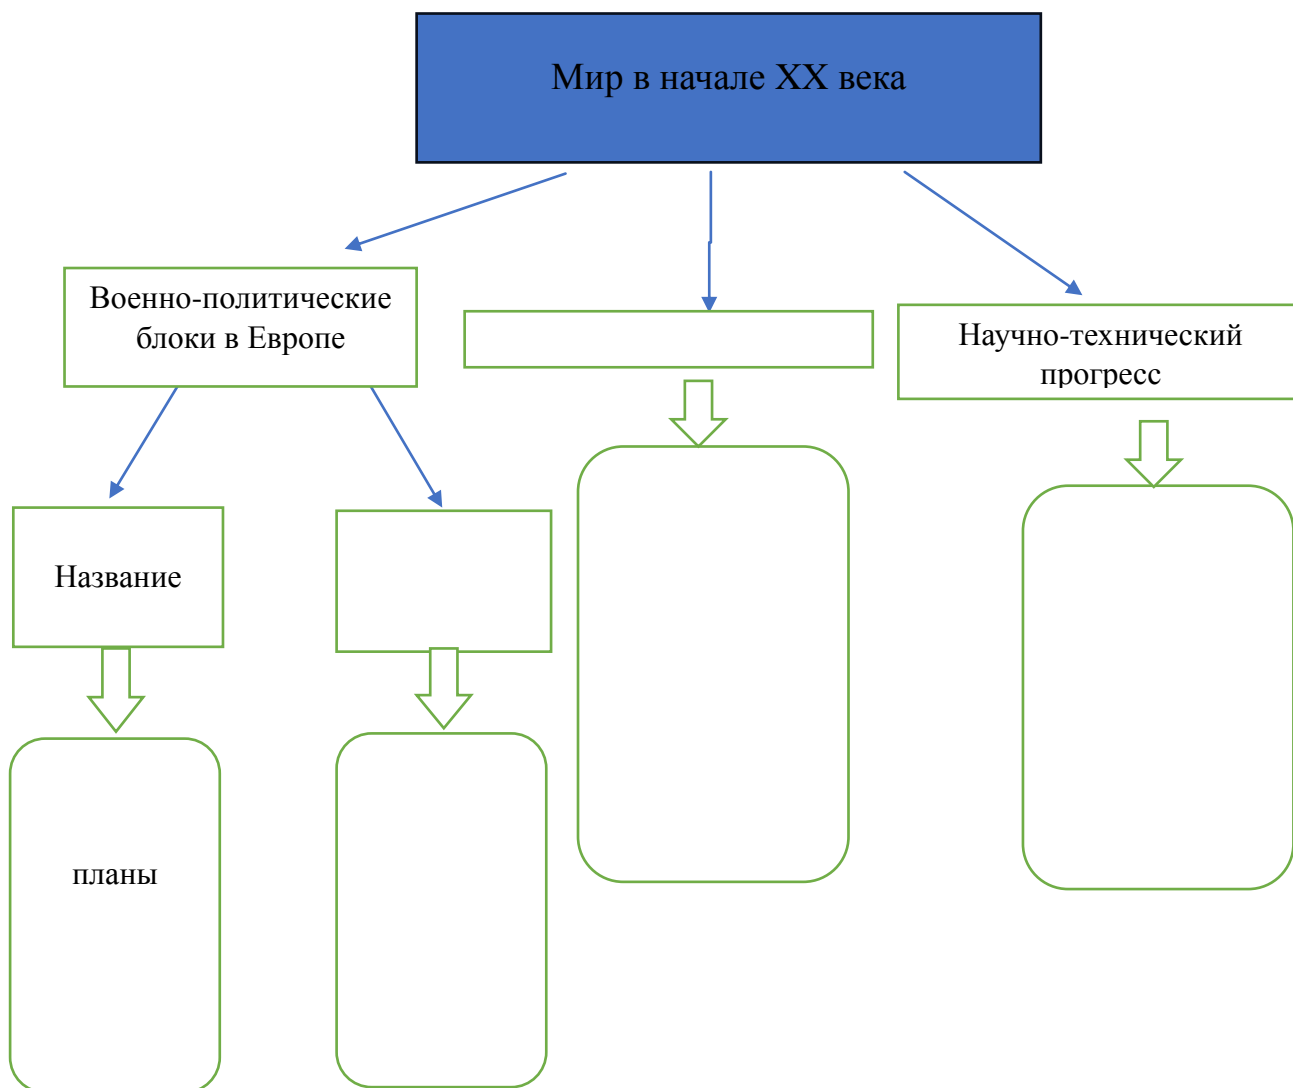 Мир в начале XX века
Военно-политические
блоки в Европе
Научно-технический
прогресс
Название
планы